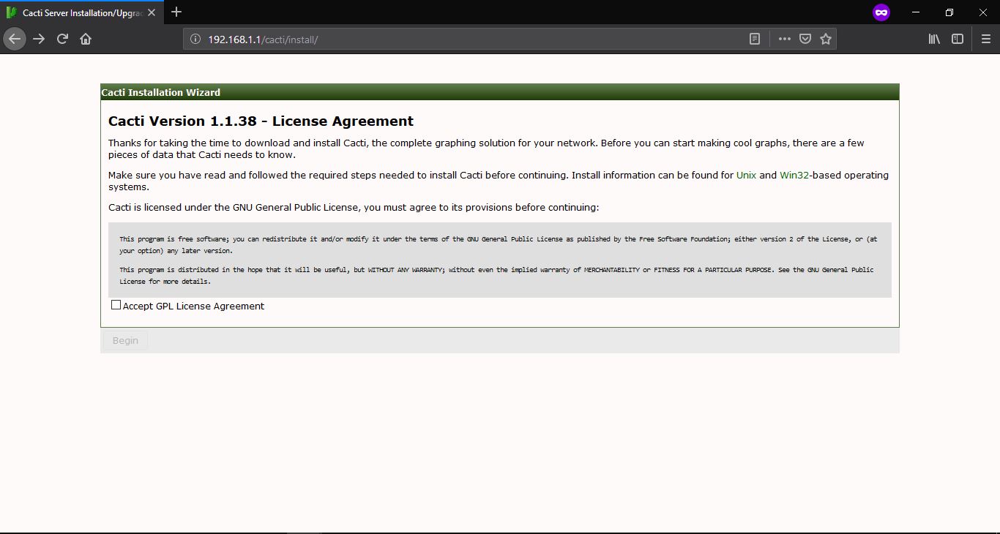 Cacti Server Installation/Upgrad
192.168.1.1/cacti/install/
Cacti Installation Wizard
Cacti Version 1.1.38 - License Agreement
Thanks for taking the time to download and install Cacti, the complete graphing solution for your network. Before you can start making cool graphs, there are a few
pieces of data that Cacti needs to know.
Make sure you have read and followed the required steps needed to install Cacti before continuing. Install information can be found for Unix and Win32-based operating
systems.
Cacti is licensed under the GNU General Public License, you must agree to its provisions before continuing:
This program is free software; you can redistribute it and/or modify it under the terms of the GNU General Public License as published by the Free Software Foundation; either version 2 of the License, or (at
your option) any later version.
This program is distributed in the hope that it will be useful, but WITHOUT ANY WARRANTY; without even the implied warranty of MERCHANTABILITY or FITNESS FOR A PARTICULAR PURPOSE. See the GNU General Public
License for more details.
Accept GPL License Agreement
Begin